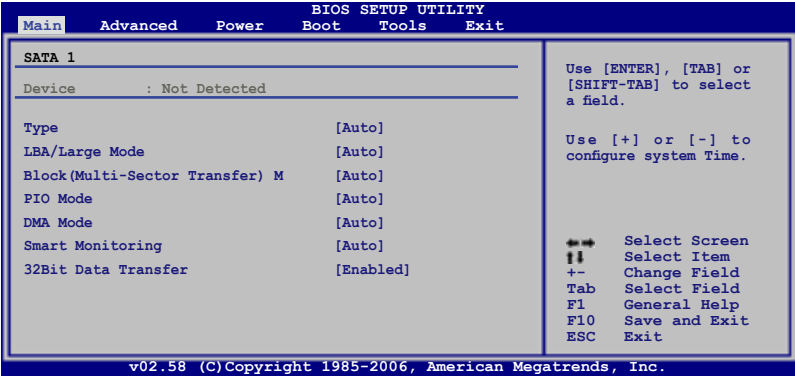 BIOS SETUP UTILITY
Main Advanced Power Boot Tools Exit
SATA 1
Device : Not Detected
Type [Auto]
LBA/Large Mode [Auto]
Block(Multi-Sector Transfer) M [Auto]
PIO Mode [Auto]
DMA Mode [Auto]
Smart Monitoring [Auto]
32Bit Data Transfer [Enabled]
Use [ENTER], [TAB] or
[SHIFT-TAB] to select
a field.
Use [+] or [-] to
configure system Time.
Select Screen
Select Item
+- Change Field
Tab Select Field
F1 General Help
F10 Save and Exit
ESC Exit
v02.58 (C)Copyright 1985-2006, American Megatrends, Inc.